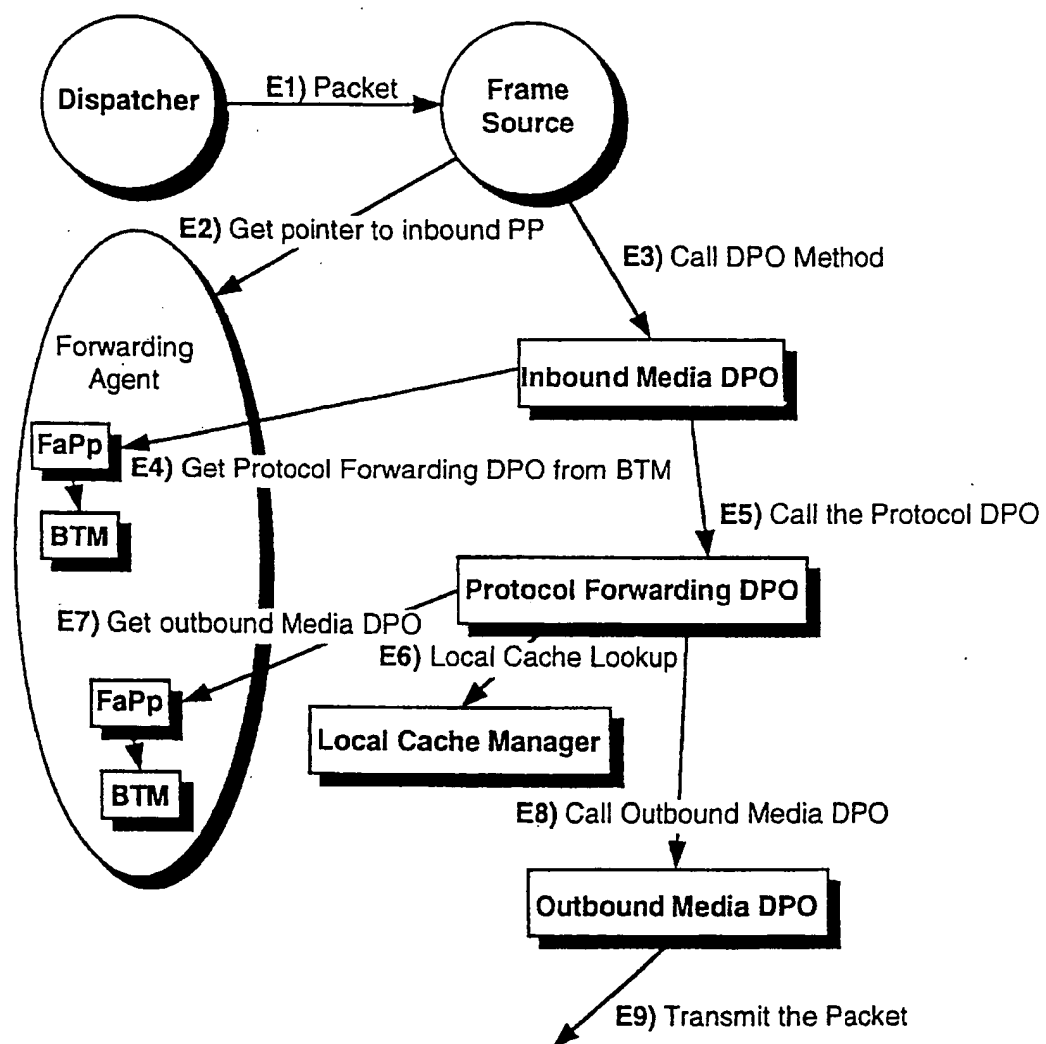 Dispatcher
E1) Packet
Frame
Source
E2) Get pointer to inbound PP
E3) Call DPO Method
Forwarding
Agent
Inbound Media DPO
FaPp
E4) Get Protocol Forwarding DPO from BTM
BTM
E5) Call the Protocol DPO
Protocol Forwarding DPO
E7) Get outbound Media DPO
E6) Local Cache Lookup
FaPp
Local Cache Manager
BTM
E8) Call Outbound Media DPO
Outbound Media DPO
E9) Transmit the Packet